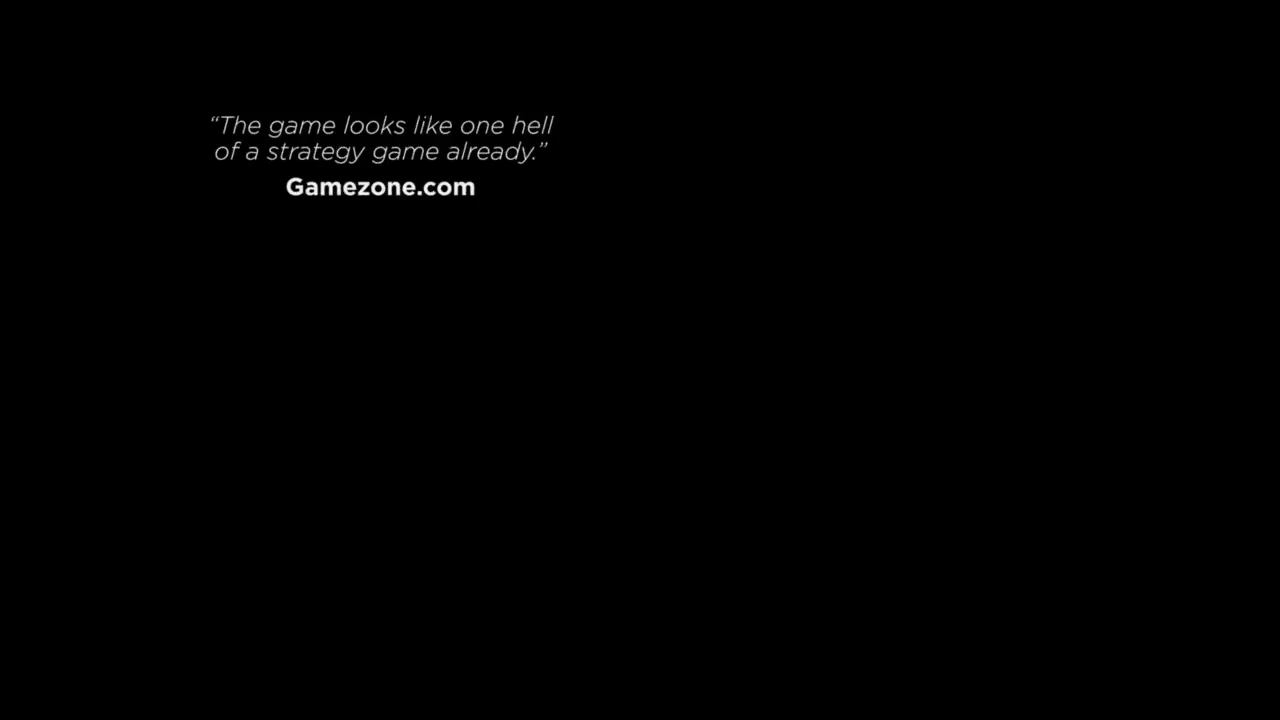 “The game looks like one hell
of a strategy game already.”
Gamezone.com